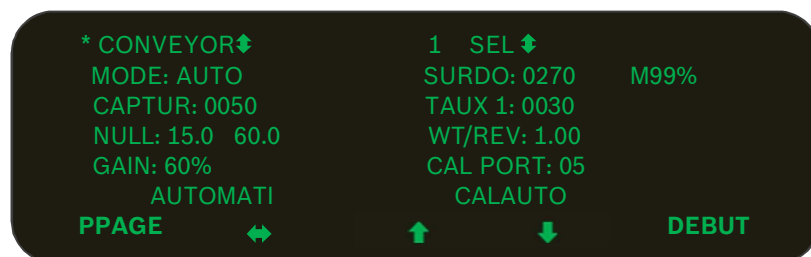 * CONVEYOR⬍ 1 SEL⬍
MODE: AUTO SURDO: 0270 M99%
CAPTUR: 0050 TAUX 1: 0030
NULL: 15.0 60.0 WT/REV: 1.00
GAIN: 60% CAL PORT: 05
AUTOMATI CALAUTO
PPAGE ⬌ ⬆ ⬇ DEBUT